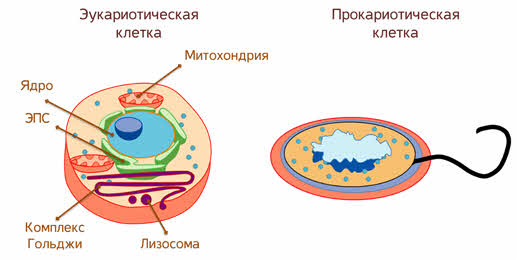 Эукариотическая
клетка
Прокариотическая
клетка
Митохондрия
Ядро
ЭПС
Комплекс
Гольджи
Лизосома